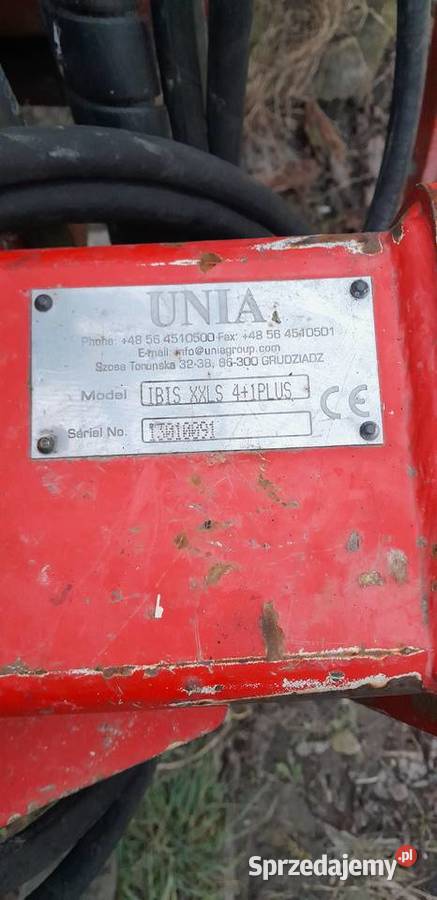 UNIA
Phone: +48 56 4510500 Fax: +48 56 4510501
E-mail: info@uniagroup.com
Szosa Toruńska 32-38, 86-300 GRUDZIADZ
Model IBIS XXLS 4+1PLUS
CE
Serial No. 13010091
Sprzedajemy.pl